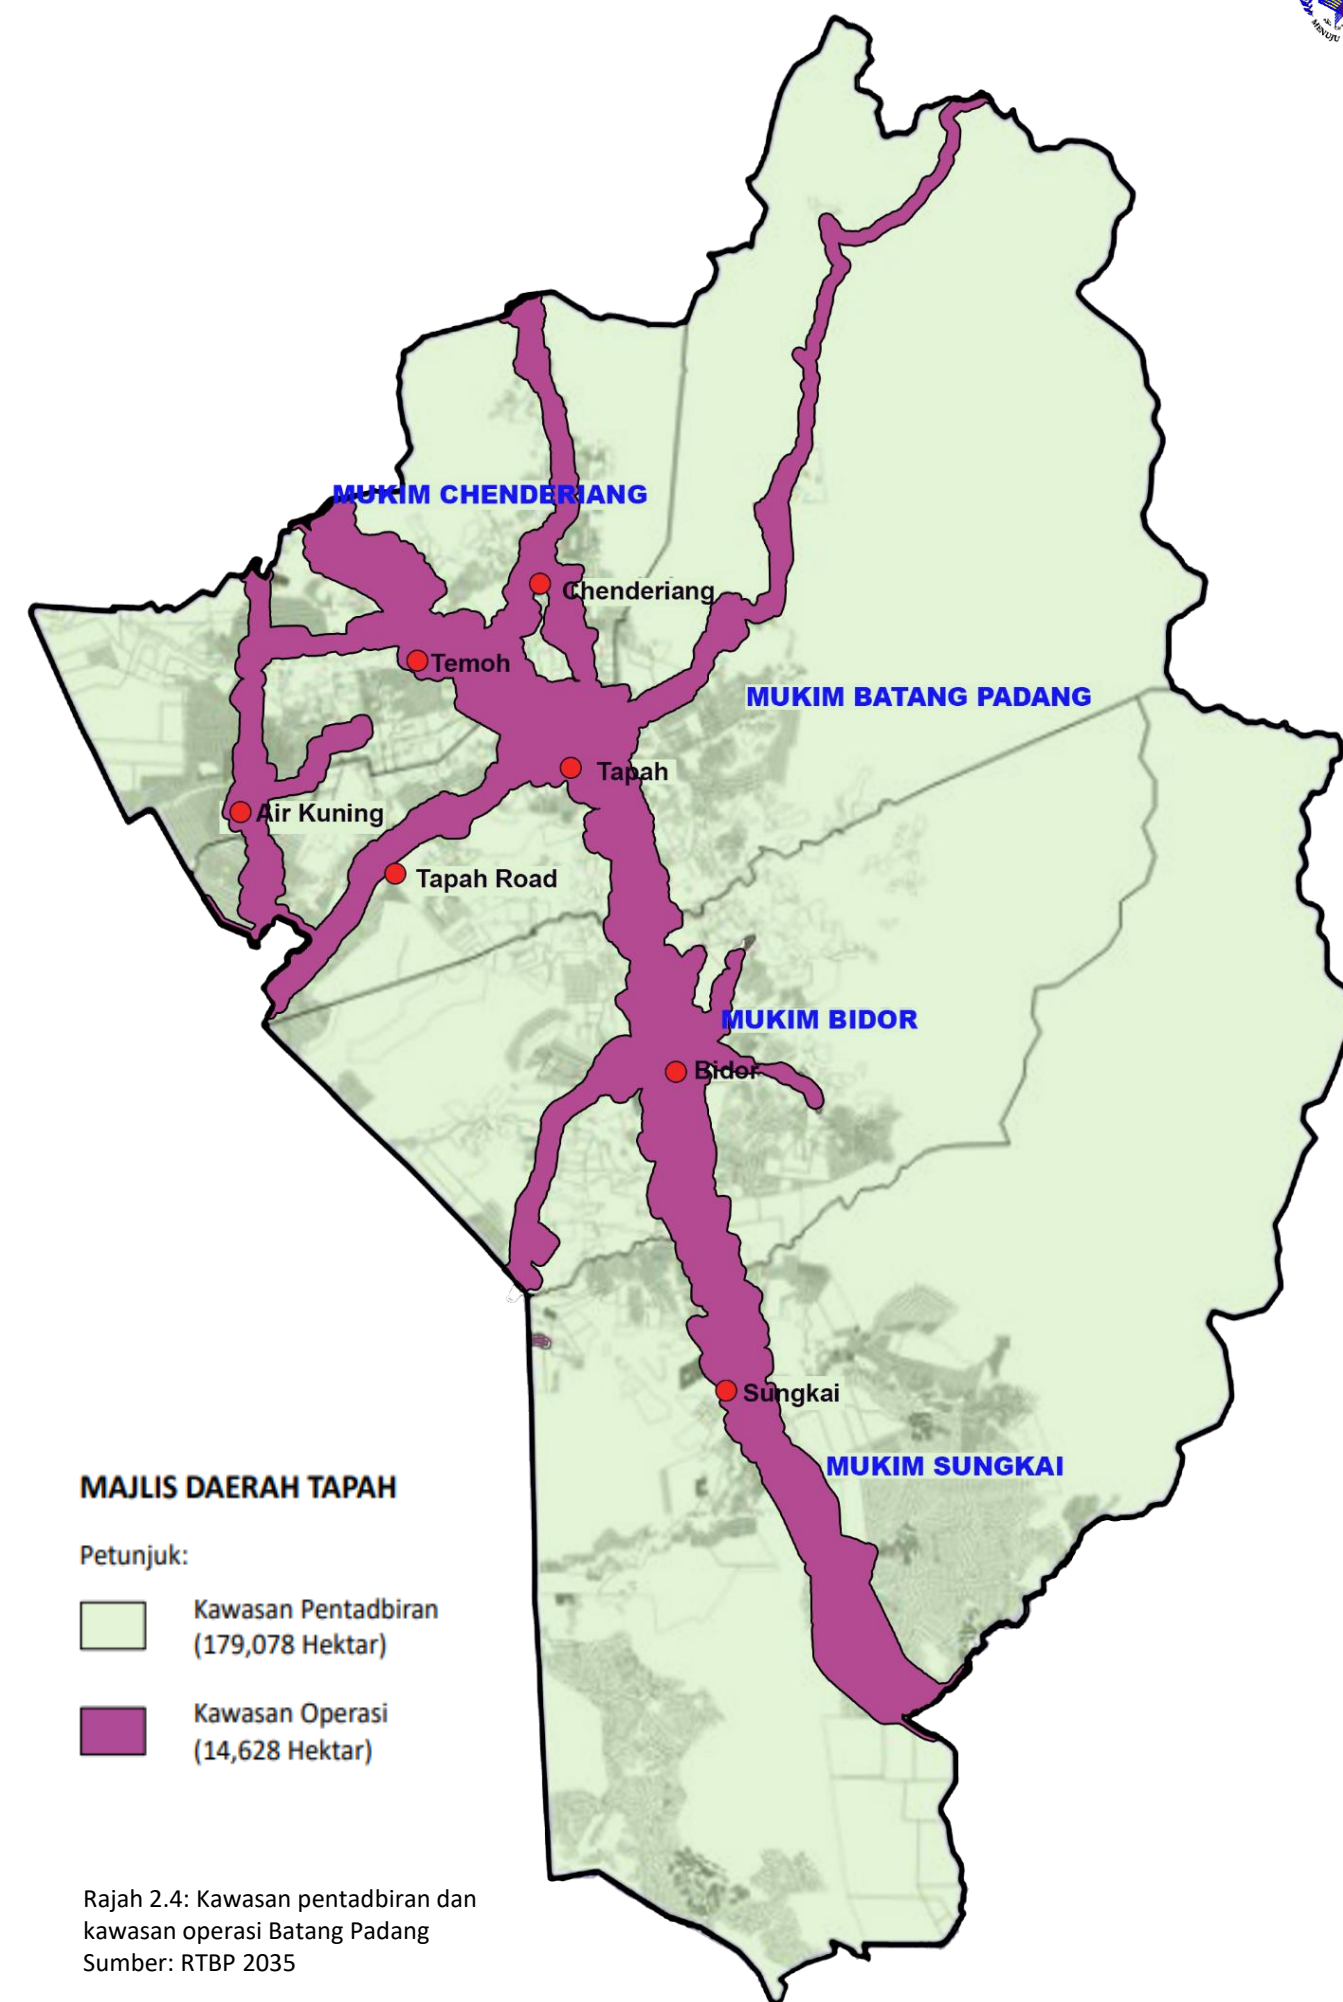 MENUJU
MUKIM CHENDERIANG
Chenderiang
Temoh
MUKIM BATANG PADANG
Tapah
Air Kuning
Tapah Road
MUKIM BIDOR
Bidor
Sungkai
MUKIM SUNGKAI
MAJLIS DAERAH TAPAH
Petunjuk:
Kawasan Pentadbiran
(179,078 Hektar)
Kawasan Operasi
(14,628 Hektar)
Rajah 2.4: Kawasan pentadbiran dan
kawasan operasi Batang Padang
Sumber: RTBP 2035